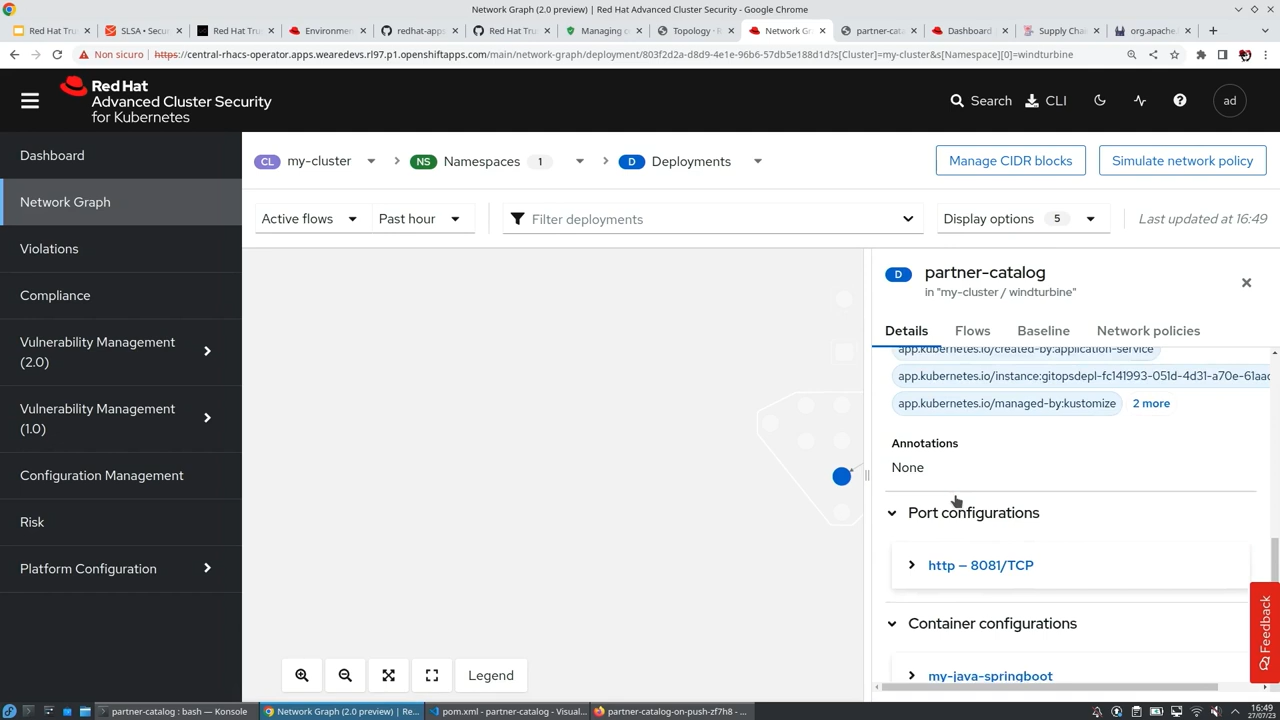 Network Graph (2.0 preview) | Red Hat Advanced Cluster Security - Google Chrome
Red Hat Tru
SLSA • Secu
Red Hat Tru
Environmen
redhat-apps
Red Hat Tru
Managing c
Topology · R
Network Gr
partner-cata
Dashboard
Supply Chai
org.apache.
Non sicuro
https://central-rhacs-operator.apps.wearedevs.rl97.p1.openshiftapps.com/main/network-graph/deployment/803f2d2a-d8d9-4e1e-96b6-57db5e188d1d?s[Cluster]=my-cluster&s[Namespace][0]=windturbine
Red Hat
Advanced Cluster Security
for Kubernetes
Search
CLI
ad
Dashboard
Network Graph
Violations
Compliance
Vulnerability Management
(2.0)
Vulnerability Management
(1.0)
Configuration Management
Risk
Platform Configuration
CL my-cluster
NS Namespaces 1
D Deployments
Manage CIDR blocks
Simulate network policy
Active flows
Past hour
Filter deployments
Display options 5
Last updated at 16:49
D partner-catalog
in "my-cluster / windturbine"
Details
Flows
Baseline
Network policies
app.kubernetes.io/created-by:application-service
app.kubernetes.io/instance:gitopsdepl-fc141993-051d-4d31-a70e-61aac
app.kubernetes.io/managed-by:kustomize
2 more
Annotations
None
Port configurations
http – 8081/TCP
Container configurations
my-java-springboot
Legend
Feedback
partner-catalog : bash — Konsole
Network Graph (2.0 preview) | Re...
pom.xml - partner-catalog - Visual...
partner-catalog-on-push-zf7h8 - ...
16:49
27/07/23